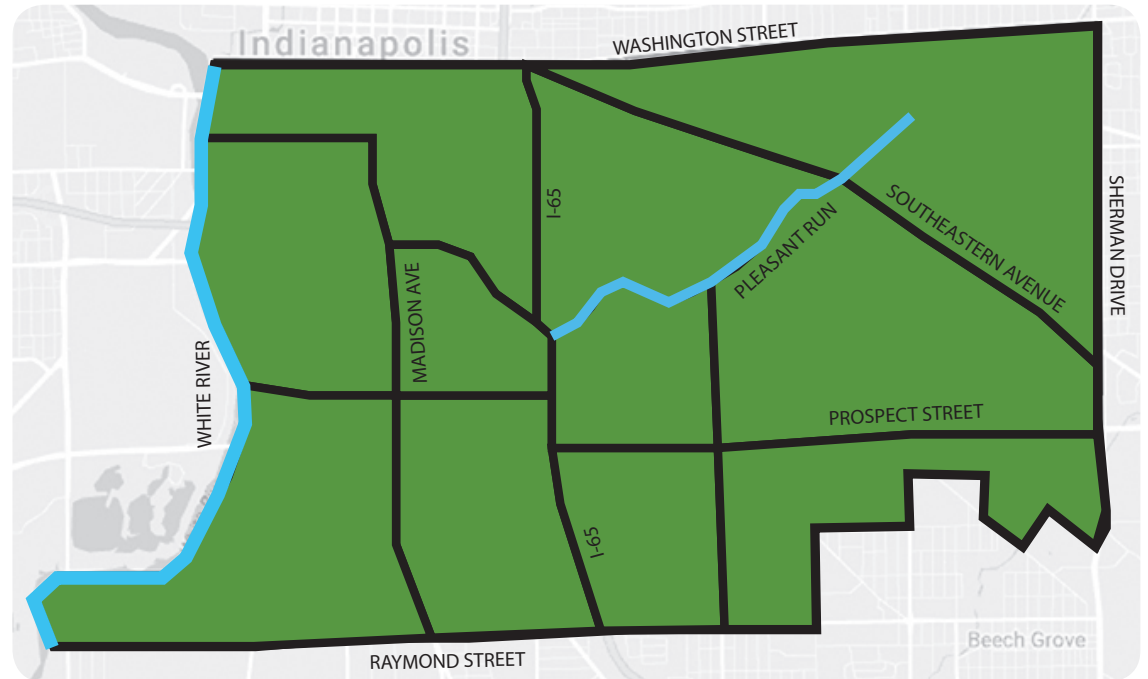 Indianapolis
WASHINGTON STREET
I-65
SOUTHEASTERN AVENUE
SHERMAN DRIVE
PLEASANT RUN
MADISON AVE
WHITE RIVER
PROSPECT STREET
I-65
Beech Grove
RAYMOND STREET